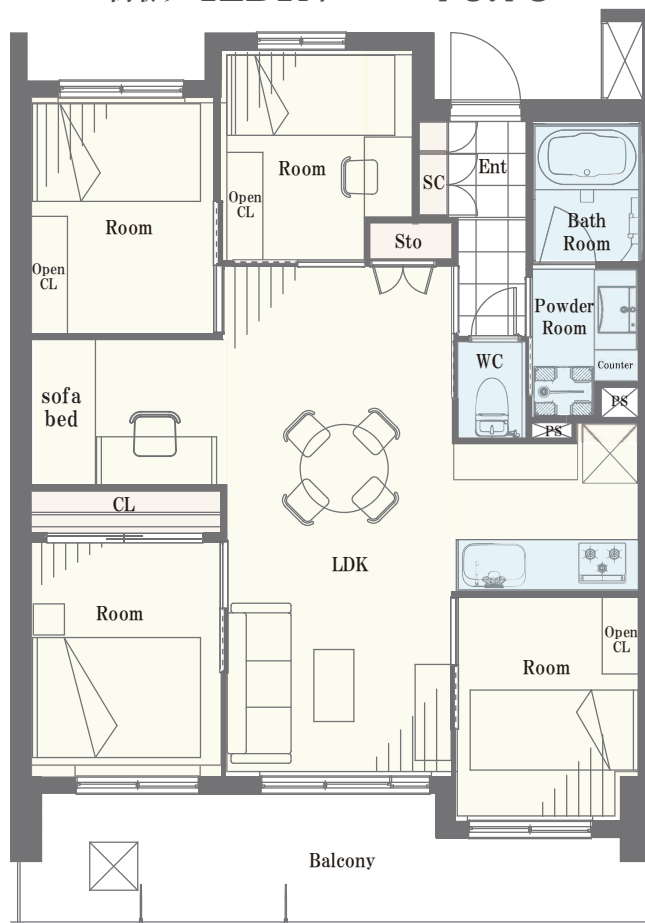 Room
Open
CL
Room
Open
CL
SC
Ent
Sto
Bath
Room
Powder
Room
Counter
WC
PS
PS
sofa
bed
CL
LDK
Room
Room
Open
CL
Balcony